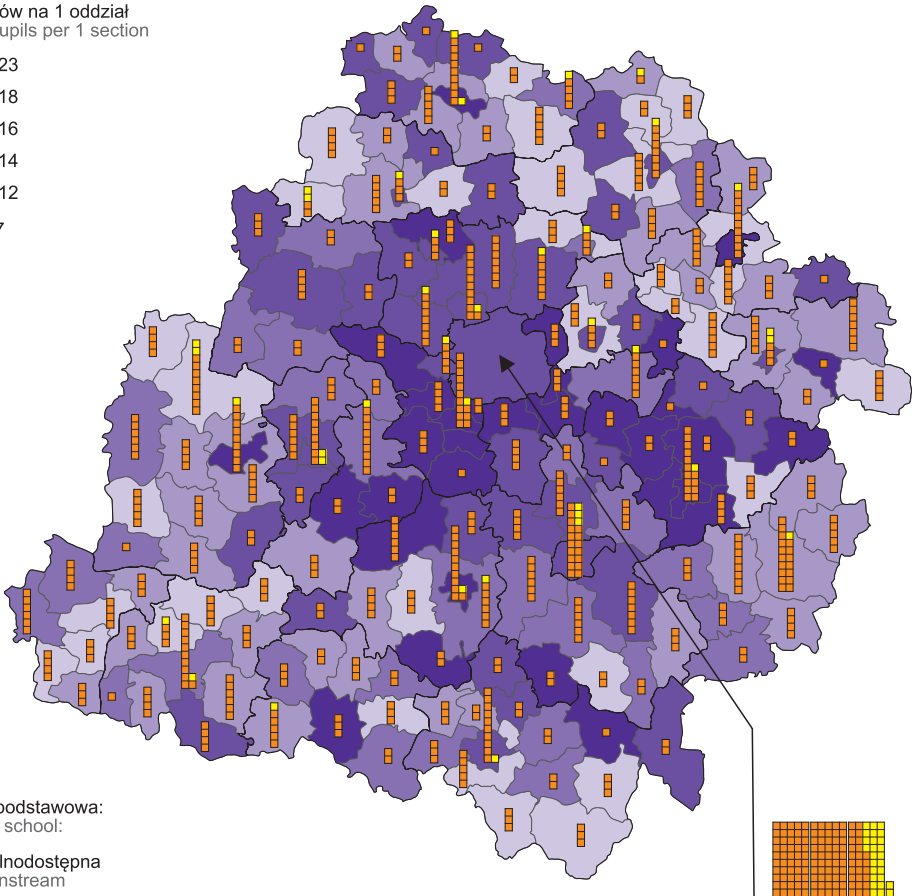 ów na 1 oddział
upils per 1 section
23
18
16
14
12
7
podstawowa:
school:
lnodostępna
nstream